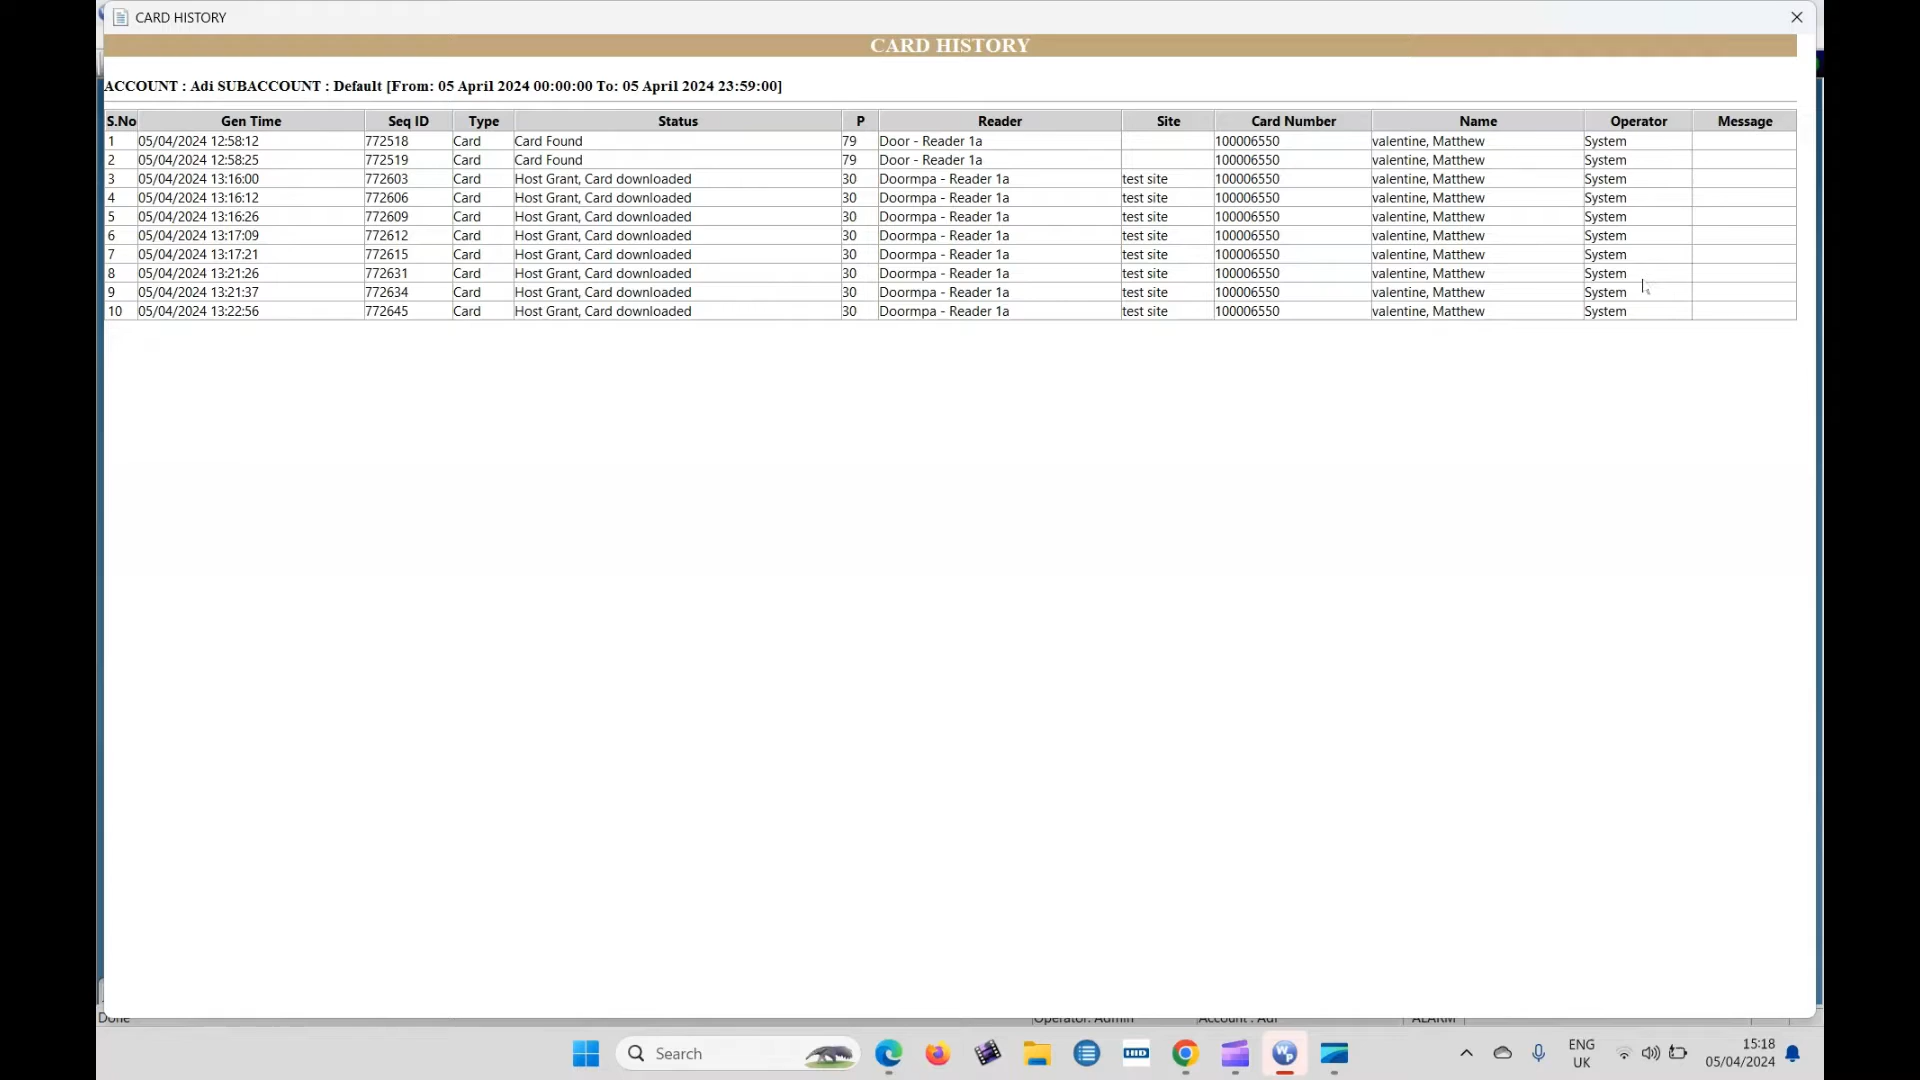 CARD HISTORY
CARD HISTORY
ACCOUNT : Adi SUBACCOUNT : Default [From: 05 April 2024 00:00:00 To: 05 April 2024 23:59:00]
S.No Gen Time Seq ID Type Status P Reader Site Card Number Name Operator Message
1 05/04/2024 12:58:12 772518 Card Card Found 79 Door - Reader 1a 100006550 valentine, Matthew System
2 05/04/2024 12:58:25 772519 Card Card Found 79 Door - Reader 1a 100006550 valentine, Matthew System
3 05/04/2024 13:16:00 772603 Card Host Grant, Card downloaded 30 Doormpa - Reader 1a test site 100006550 valentine, Matthew System
4 05/04/2024 13:16:12 772606 Card Host Grant, Card downloaded 30 Doormpa - Reader 1a test site 100006550 valentine, Matthew System
5 05/04/2024 13:16:26 772609 Card Host Grant, Card downloaded 30 Doormpa - Reader 1a test site 100006550 valentine, Matthew System
6 05/04/2024 13:17:09 772612 Card Host Grant, Card downloaded 30 Doormpa - Reader 1a test site 100006550 valentine, Matthew System
7 05/04/2024 13:17:21 772615 Card Host Grant, Card downloaded 30 Doormpa - Reader 1a test site 100006550 valentine, Matthew System
8 05/04/2024 13:21:26 772631 Card Host Grant, Card downloaded 30 Doormpa - Reader 1a test site 100006550 valentine, Matthew System
9 05/04/2024 13:21:37 772634 Card Host Grant, Card downloaded 30 Doormpa - Reader 1a test site 100006550 valentine, Matthew System
10 05/04/2024 13:22:56 772645 Card Host Grant, Card downloaded 30 Doormpa - Reader 1a test site 100006550 valentine, Matthew System
Done Operator: Admin Account : Adi ALARM
Search HID WP ENG 15:18
UK 05/04/2024